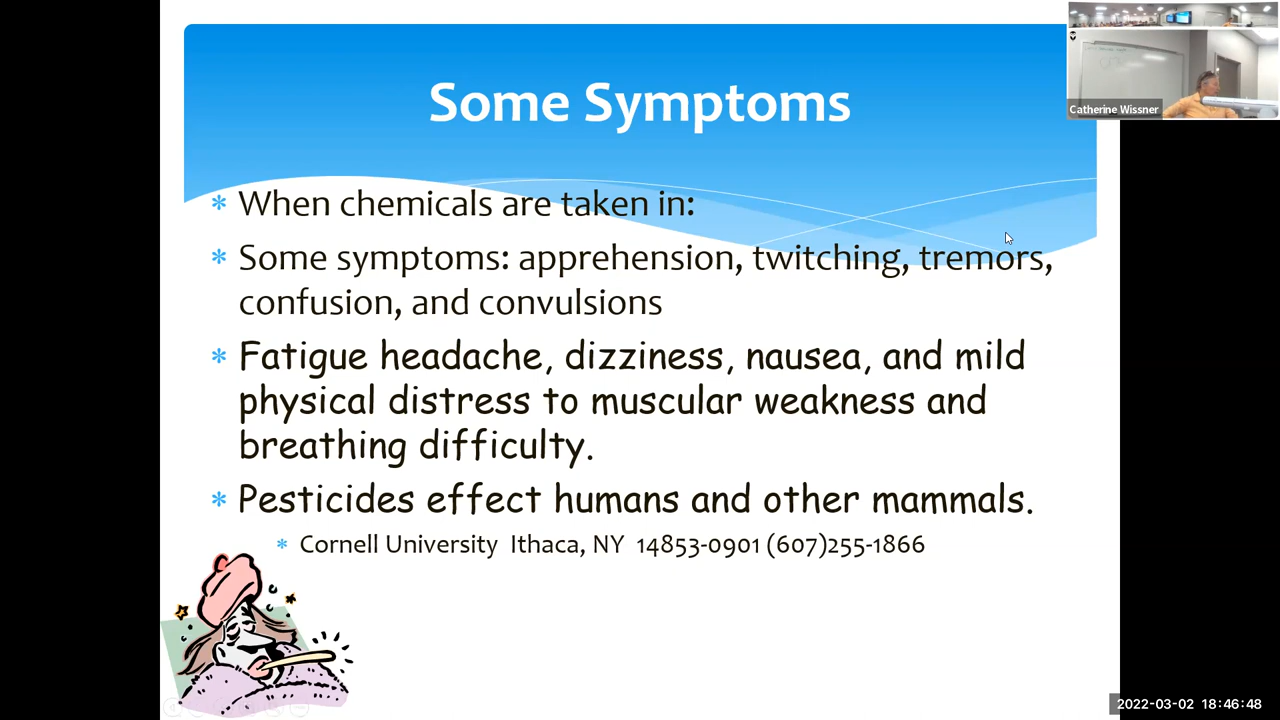 Some Symptoms
Catherine Wissner
* When chemicals are taken in:
* Some symptoms: apprehension, twitching, tremors,
confusion, and convulsions
* Fatigue headache, dizziness, nausea, and mild
physical distress to muscular weakness and
breathing difficulty.
* Pesticides effect humans and other mammals.
* Cornell University Ithaca, NY 14853-0901 (607)255-1866
2022-03-02 18:46:48